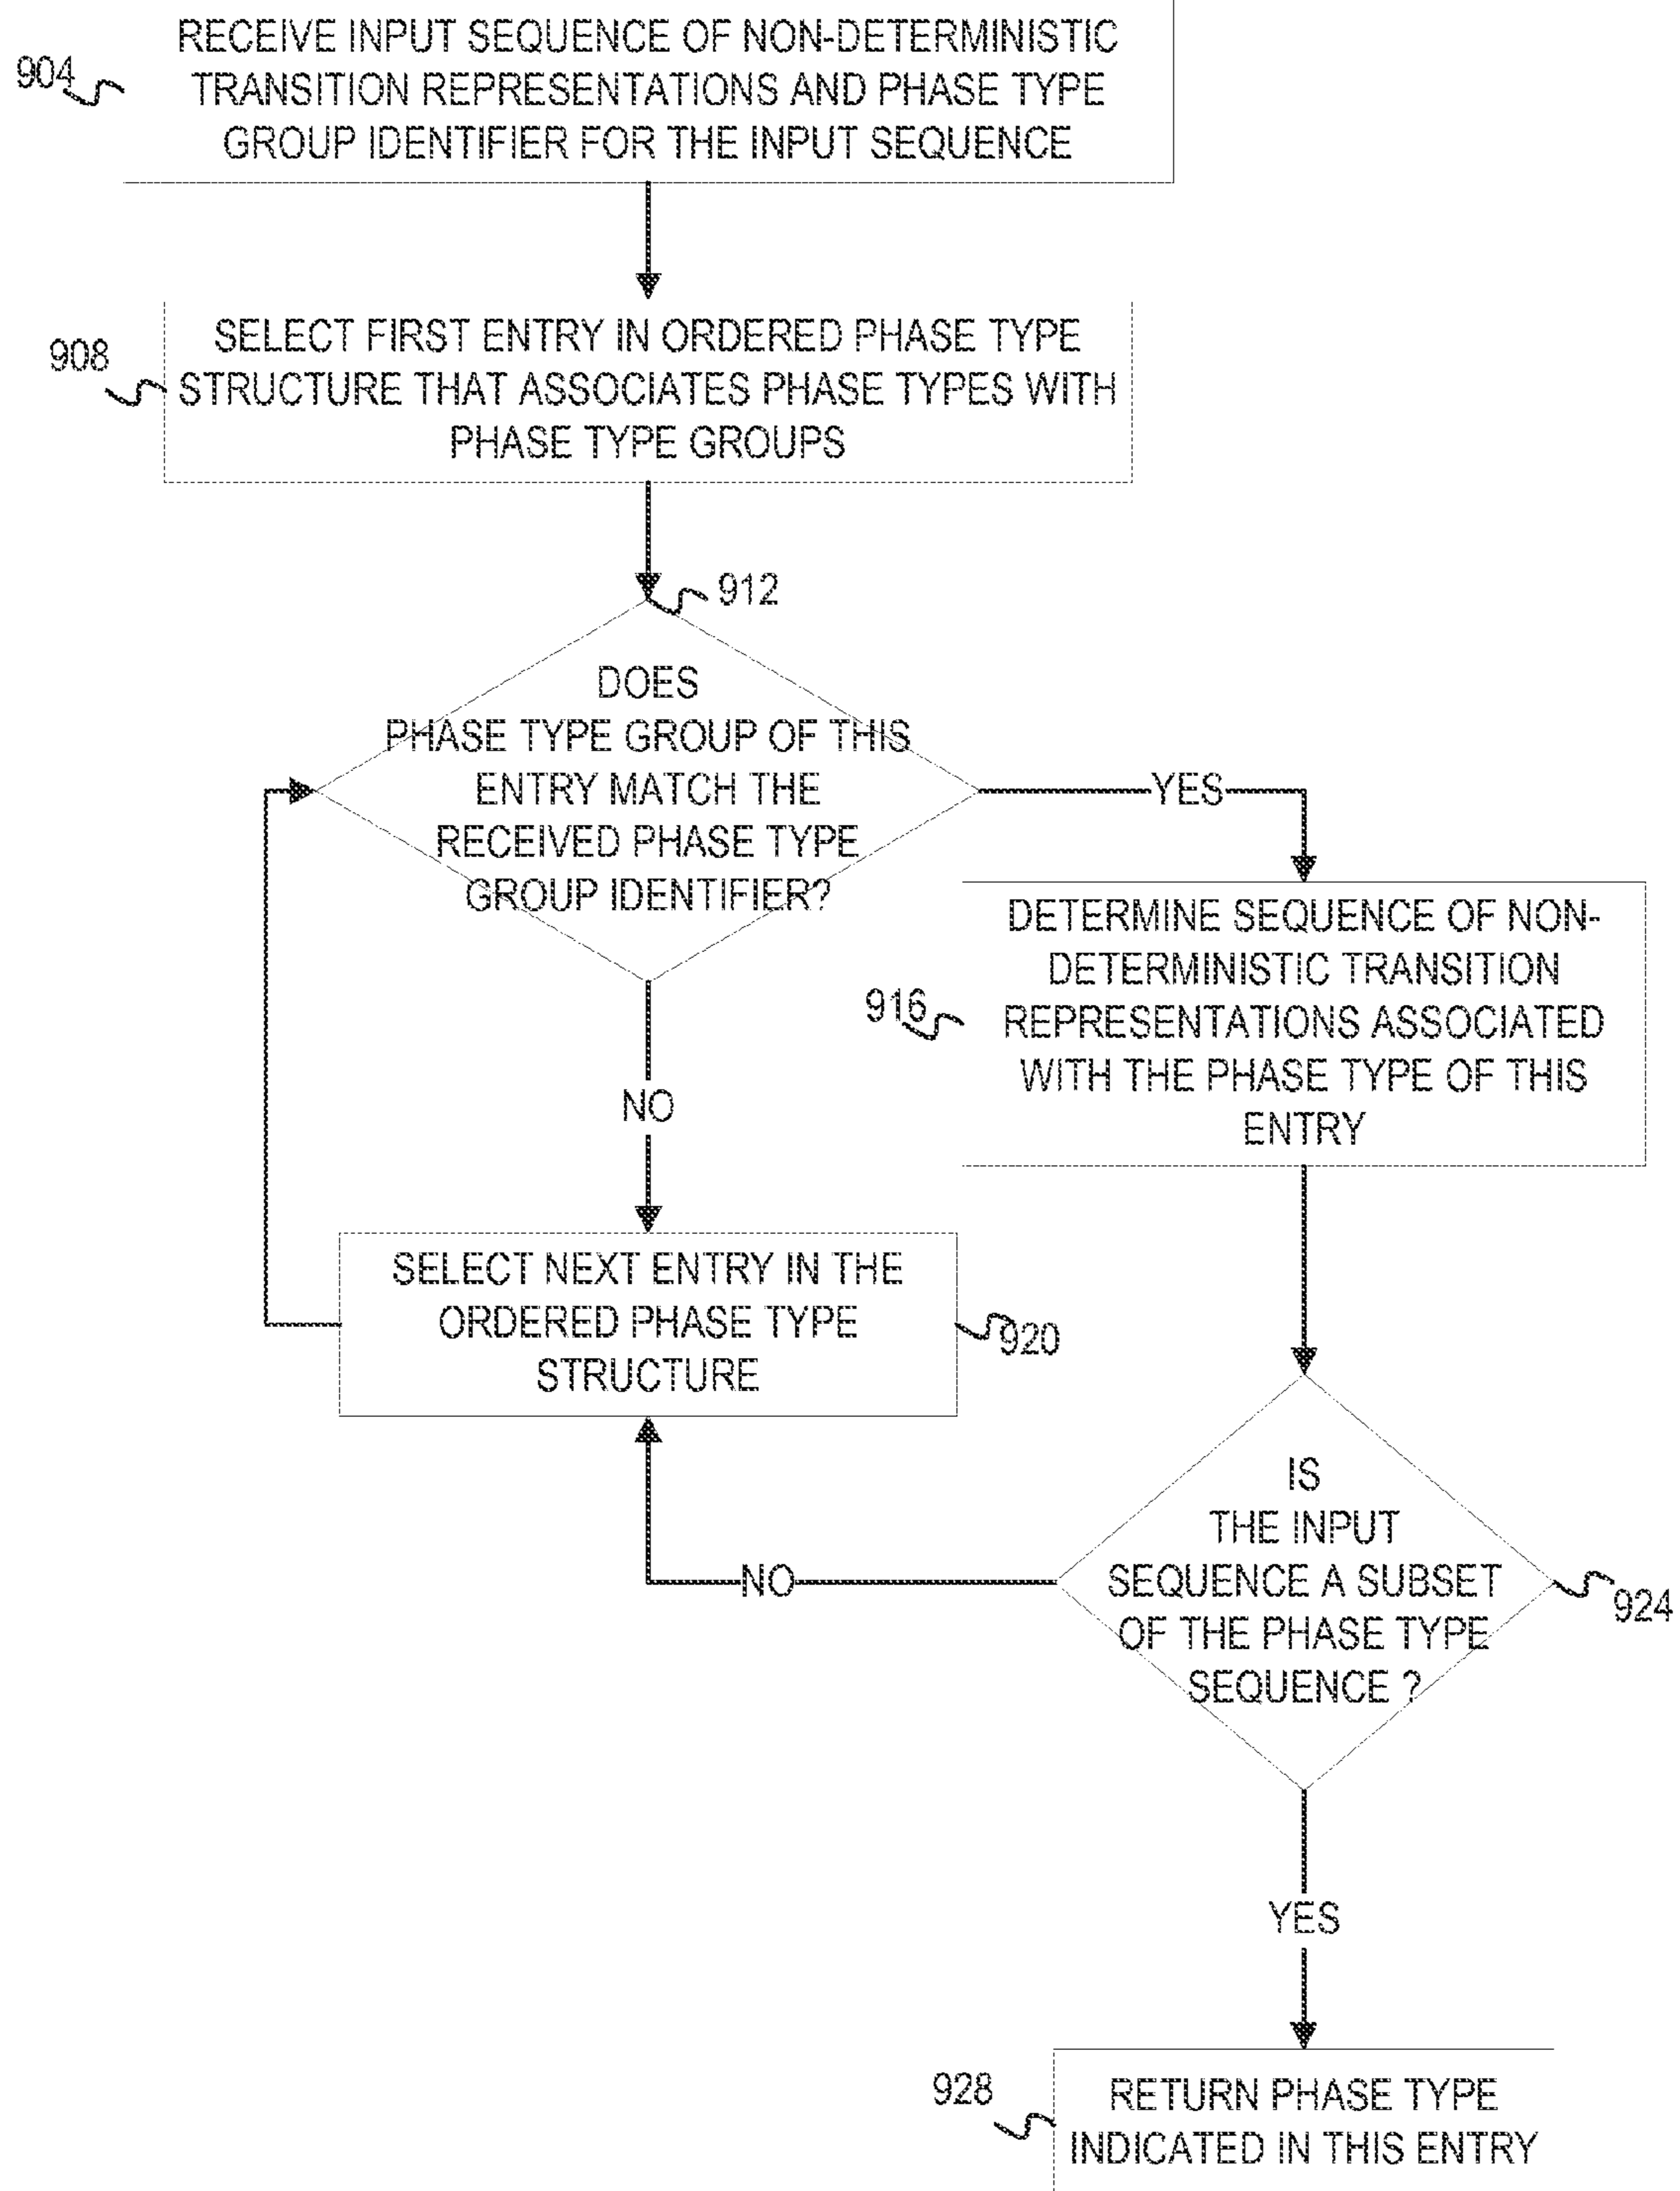 904
RECEIVE INPUT SEQUENCE OF NON-DETERMINISTIC
TRANSITION REPRESENTATIONS AND PHASE TYPE
GROUP IDENTIFIER FOR THE INPUT SEQUENCE
908
SELECT FIRST ENTRY IN ORDERED PHASE TYPE
STRUCTURE THAT ASSOCIATES PHASE TYPES WITH
PHASE TYPE GROUPS
912
DOES
PHASE TYPE GROUP OF THIS
ENTRY MATCH THE
RECEIVED PHASE TYPE
GROUP IDENTIFIER?
YES
NO
916
DETERMINE SEQUENCE OF NON-
DETERMINISTIC TRANSITION
REPRESENTATIONS ASSOCIATED
WITH THE PHASE TYPE OF THIS
ENTRY
SELECT NEXT ENTRY IN THE
ORDERED PHASE TYPE
STRUCTURE
920
IS
THE INPUT
SEQUENCE A SUBSET
OF THE PHASE TYPE
SEQUENCE ?
924
NO
YES
928
RETURN PHASE TYPE
INDICATED IN THIS ENTRY